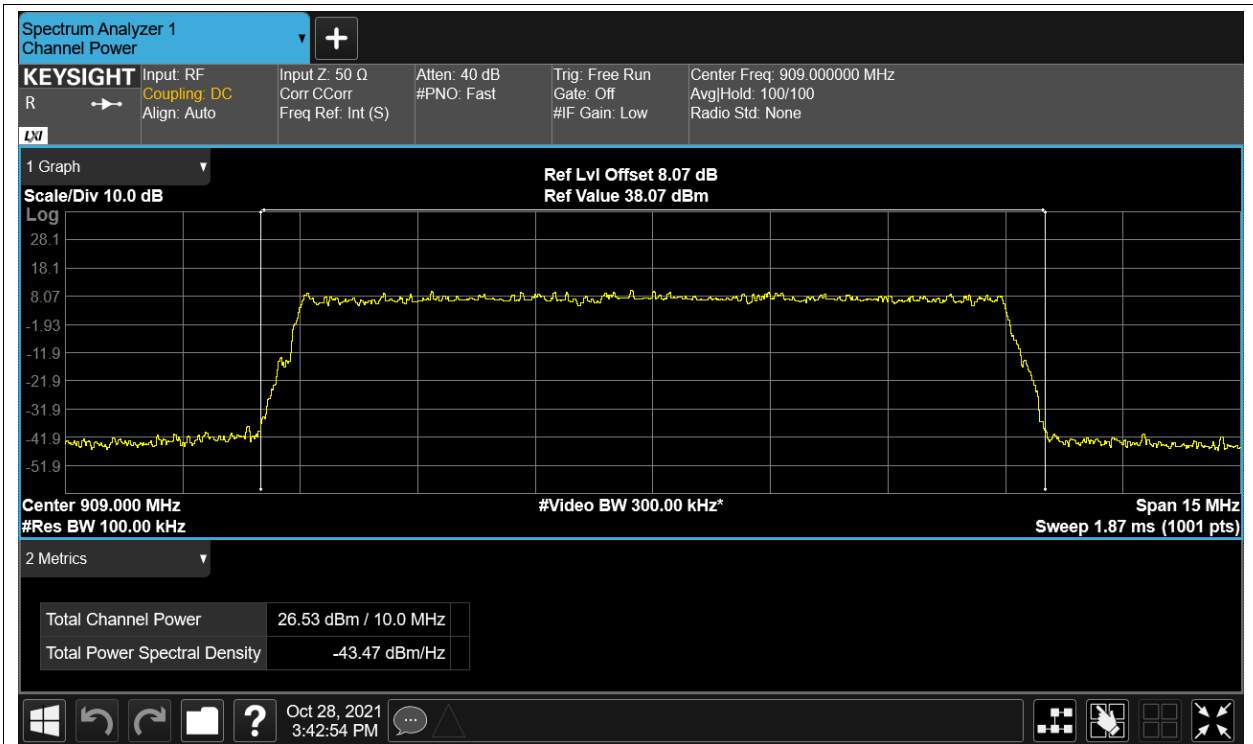 Spectrum Analyzer 1
Channel Power
KEYSIGHT
R
LXI
Input: RF
Coupling: DC
Align: Auto
Input Z: 50 Ω
Corr CCorr
Freq Ref: Int (S)
Atten: 40 dB
#PNO: Fast
Trig: Free Run
Gate: Off
#IF Gain: Low
Center Freq: 909.000000 MHz
Avg|Hold: 100/100
Radio Std: None
1 Graph
Scale/Div 10.0 dB
Ref Lvl Offset 8.07 dB
Ref Value 38.07 dBm
Log
28.1
18.1
8.07
-1.93
-11.9
-21.9
-31.9
-41.9
-51.9
Center 909.000 MHz
#Video BW 300.00 kHz*
Span 15 MHz
#Res BW 100.00 kHz
Sweep 1.87 ms (1001 pts)
2 Metrics
Total Channel Power 26.53 dBm / 10.0 MHz
Total Power Spectral Density -43.47 dBm/Hz
?
Oct 28, 2021
3:42:54 PM